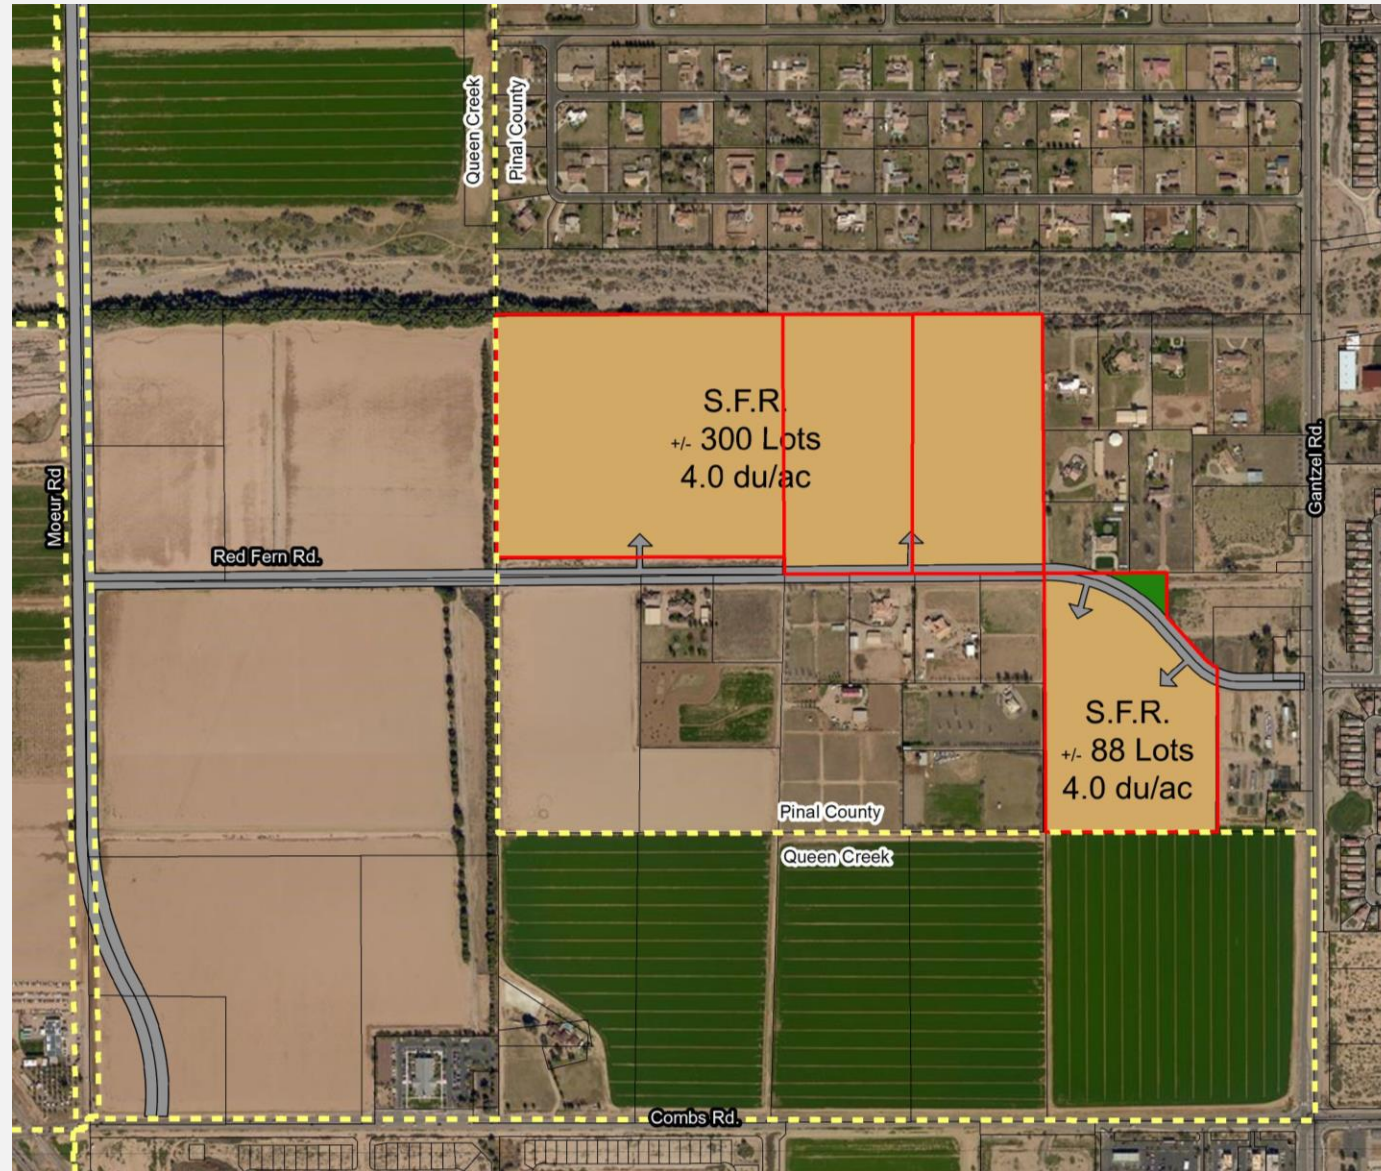 Queen Creek
Pinal County
S.F.R.
+/- 300 Lots
4.0 du/ac
Moeur Rd
Gantzel Rd.
Red Fern Rd.
S.F.R.
+/- 88 Lots
4.0 du/ac
Pinal County
Queen Creek
Combs Rd.